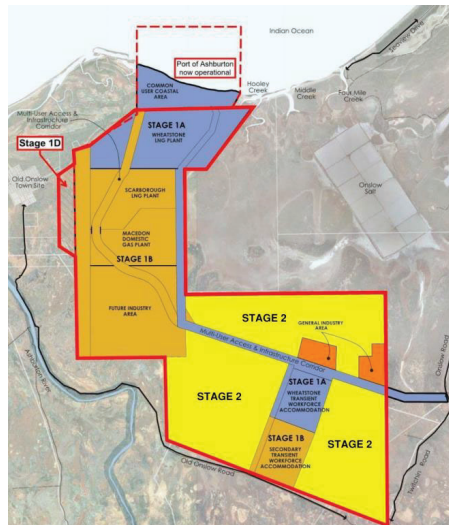 Indian Ocean
Seaview Drive
Port of Ashburton
now operational
COMMON
USER COASTAL
AREA
Hooley
Creek
Middle
Creek
Four Mile
Creek
Multi-User Access &
Infrastructure
Corridor
STAGE 1A
WHEATSTONE
LNG PLANT
Stage 1D
Old Onslow
Town Site
SCARBOROUGH
LNG PLANT
Onslow
Salt
MACEDON
DOMESTIC
GAS PLANT
STAGE 1B
FUTURE INDUSTRY
AREA
STAGE 2
GENERAL INDUSTRY
AREA
Multi-User Access & Infrastructure Corridor
Onslow Road
Ashburton River
STAGE 2
STAGE 1A
WHEATSTONE
TRANSIENT
WORKFORCE
ACCOMMODATION
STAGE 1B
SECONDARY
TRANSIENT
WORKFORCE
ACCOMMODATION
STAGE 2
Old Onslow Road
Twitchin Road